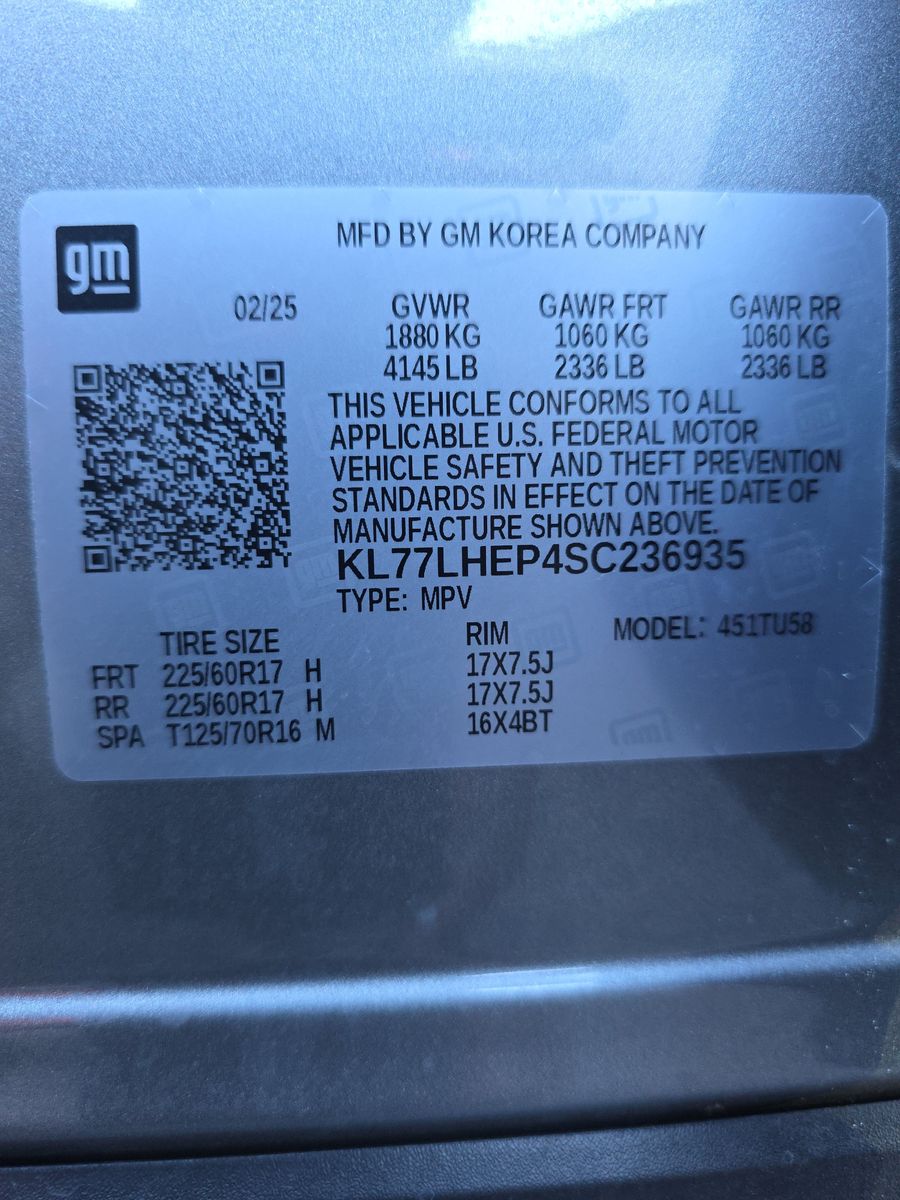 gm
MFD BY GM KOREA COMPANY
02/25 GVWR GAWR FRT GAWR RR
1880 KG 1060 KG 1060 KG
4145 LB 2336 LB 2336 LB
THIS VEHICLE CONFORMS TO ALL
APPLICABLE U.S. FEDERAL MOTOR
VEHICLE SAFETY AND THEFT PREVENTION
STANDARDS IN EFFECT ON THE DATE OF
MANUFACTURE SHOWN ABOVE.
KL77LHEP4SC236935
TYPE: MPV
MODEL: 451TU58
TIRE SIZE RIM
FRT 225/60R17 H 17X7.5J
RR 225/60R17 H 17X7.5J
SPA T125/70R16 M 16X4BT